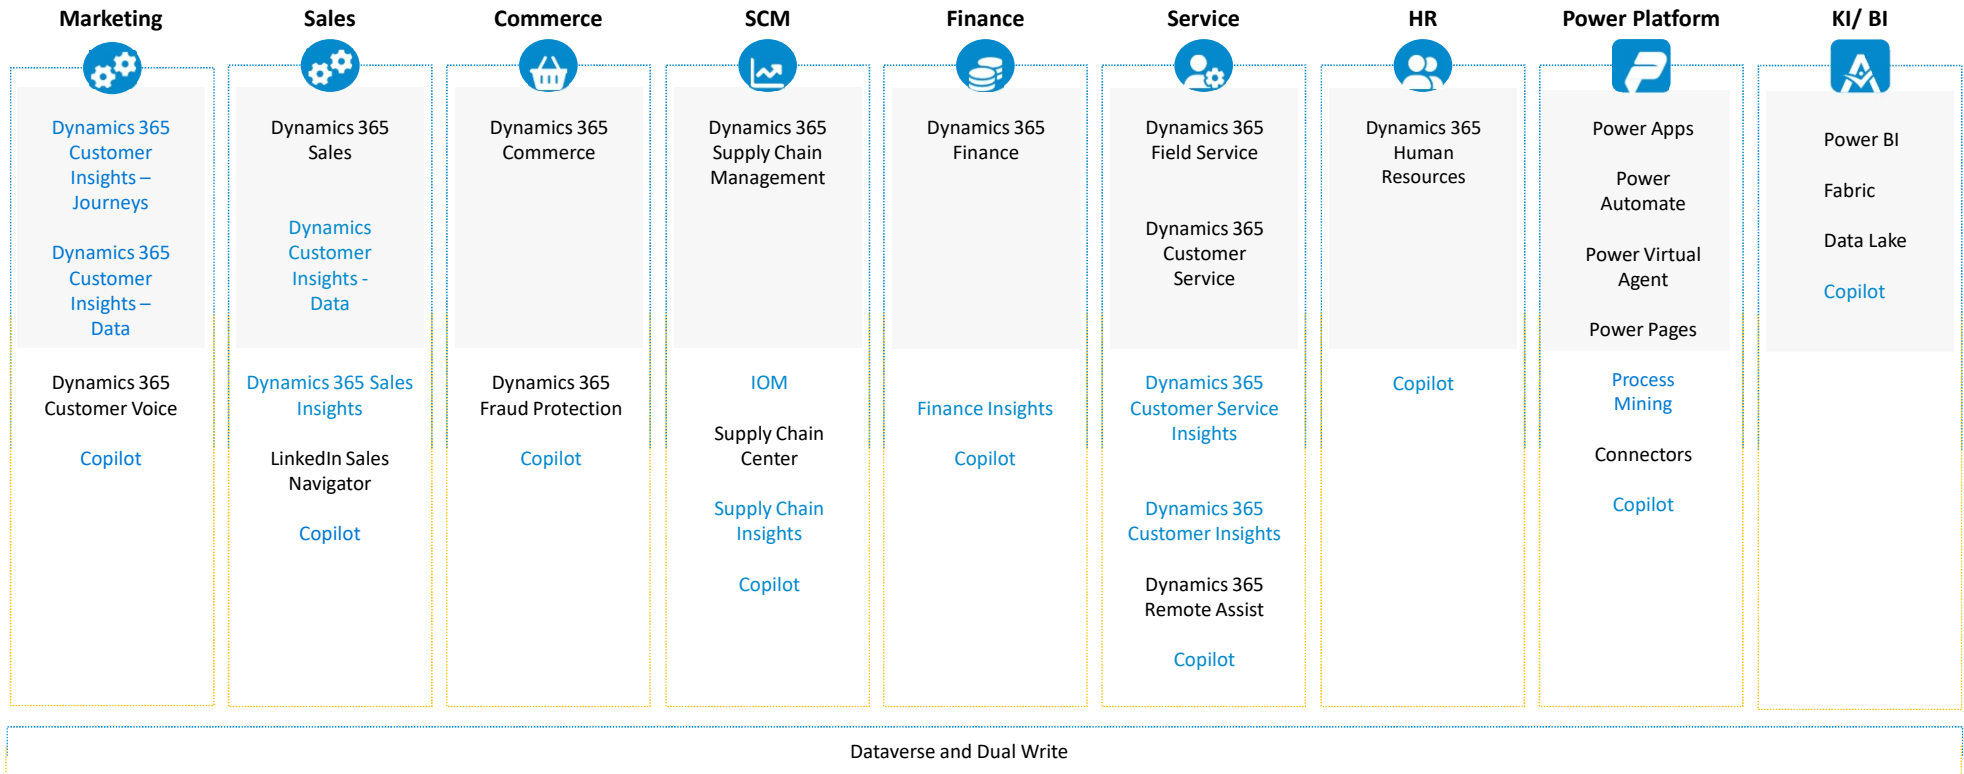 Marketing
Dynamics 365
Customer
Insights –
Journeys
Dynamics 365
Customer
Insights –
Data
Dynamics 365
Customer Voice
Copilot
Sales
Dynamics 365
Sales
Dynamics
Customer
Insights -
Data
Dynamics 365 Sales
Insights
LinkedIn Sales
Navigator
Copilot
Commerce
Dynamics 365
Commerce
Dynamics 365
Fraud Protection
Copilot
SCM
Dynamics 365
Supply Chain
Management
IOM
Supply Chain
Center
Supply Chain
Insights
Copilot
Finance
Dynamics 365
Finance
Finance Insights
Copilot
Service
Dynamics 365
Field Service
Dynamics 365
Customer
Service
Dynamics 365
Customer Service
Insights
Dynamics 365
Customer Insights
Dynamics 365
Remote Assist
Copilot
HR
Dynamics 365
Human
Resources
Copilot
Power Platform
Power Apps
Power
Automate
Power Virtual
Agent
Power Pages
Process
Mining
Connectors
Copilot
KI/ BI
Power BI
Fabric
Data Lake
Copilot
Dataverse and Dual Write